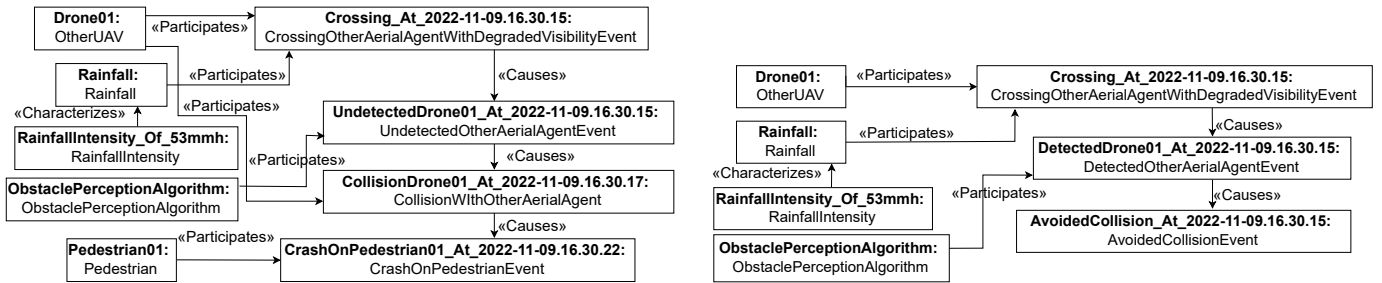 Drone01:
OtherUAV
«Participates»
Crossing_At_2022-11-09.16.30.15:
CrossingOtherAerialAgentWithDegradedVisibilityEvent
Rainfall:
Rainfall
«Participates»
«Causes»
«Characterizes»
«Participates»
RainfallIntensity_Of_53mmh:
RainfallIntensity
UndetectedDrone01_At_2022-11-09.16.30.15:
UndetectedOtherAerialAgentEvent
«Participates»
«Causes»
ObstaclePerceptionAlgorithm:
ObstaclePerceptionAlgorithm
CollisionDrone01_At_2022-11-09.16.30.17:
CollisionWIthOtherAerialAgent
«Participates»
«Causes»
Pedestrian01:
Pedestrian
CrashOnPedestrian01_At_2022-11-09.16.30.22:
CrashOnPedestrianEvent
Drone01:
OtherUAV
«Participates»
Crossing_At_2022-11-09.16.30.15:
CrossingOtherAerialAgentWithDegradedVisibilityEvent
Rainfall:
Rainfall
«Participates»
«Causes»
«Characterizes»
DetectedDrone01_At_2022-11-09.16.30.15:
DetectedOtherAerialAgentEvent
RainfallIntensity_Of_53mmh:
RainfallIntensity
«Participates»
«Causes»
ObstaclePerceptionAlgorithm:
ObstaclePerceptionAlgorithm
AvoidedCollision_At_2022-11-09.16.30.15:
AvoidedCollisionEvent